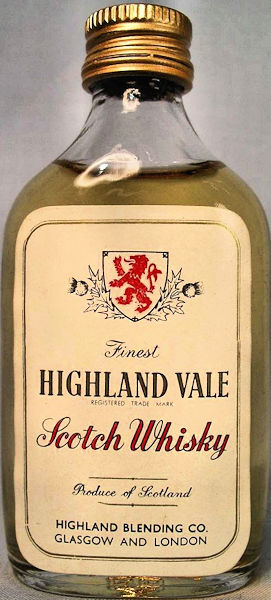 Finest
HIGHLAND VALE
REGISTERED TRADE MARK
Scotch Whisky
Produce of Scotland
HIGHLAND BLENDING CO.
GLASGOW AND LONDON